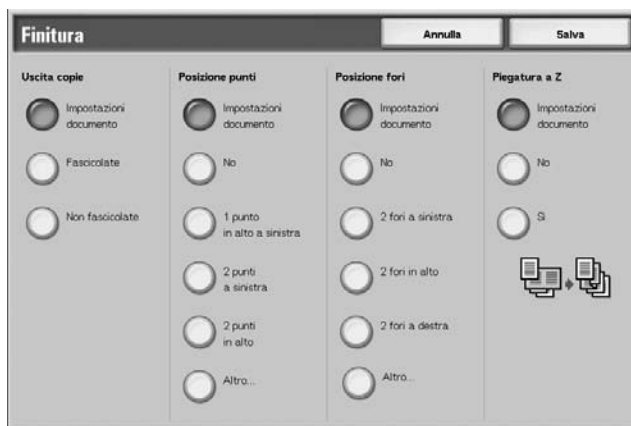 Finitura
Annulla
Salva
Uscita copie
Impostazioni
documento
Fascicolate
Non fascicolate
Posizione punti
Impostazioni
documento
No
1 punto
in alto a sinistra
2 punti
a sinistra
2 punti
in alto
Altro...
Posizione fori
Impostazioni
documento
No
2 fori a sinistra
2 fori in alto
2 fori a destra
Altro...
Piegatura a Z
Impostazioni
documento
No
Sì